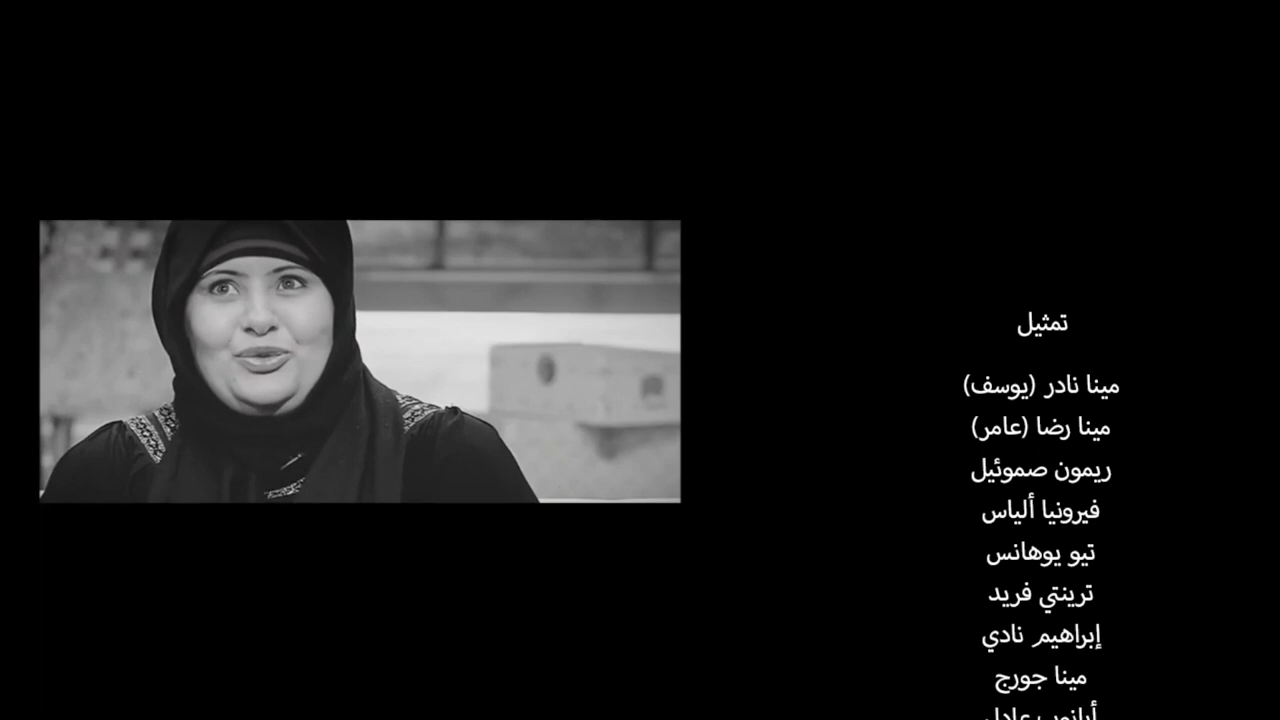 تمثيل
مينا نادر (يوسف)
مينا رضا (عامر)
ريمون صموئيل
فيرونيا ألياس
تيو يوهانس
ترينتي فريد
إبراهيم نادي
مينا جورج